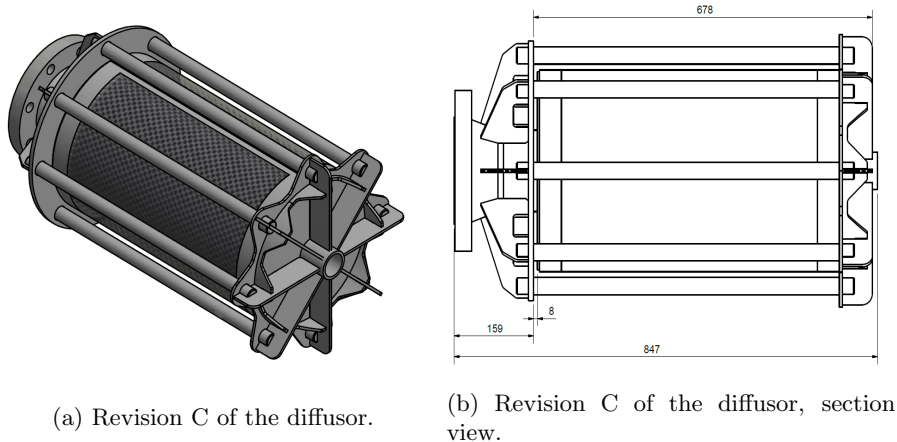 678
8
159
847
(a) Revision C of the diffusor.
(b) Revision C of the diffusor, section
view.